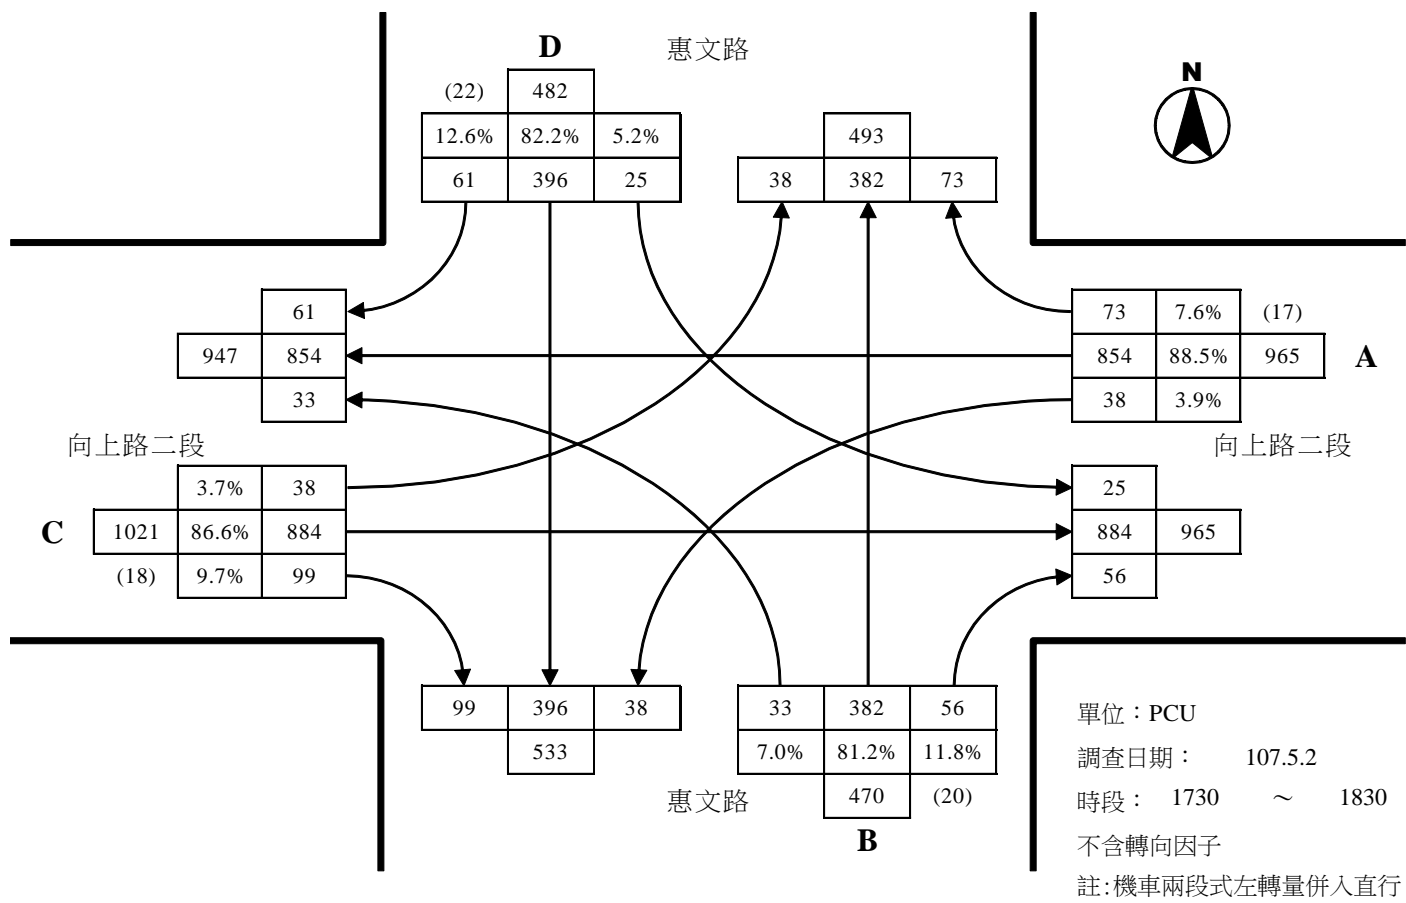 D
惠文路
N
(22) 482
12.6% 82.2% 5.2%
61 396 25
493
38 382 73
61
947 854
33
73 7.6% (17)
854 88.5% 965
38 3.9%
A
向上路二段
向上路二段
3.7% 38
1021 86.6% 884
(18) 9.7% 99
C
25
884 965
56
99 396 38
533
33 382 56
7.0% 81.2% 11.8%
470 (20)
惠文路
B
單位：PCU
調查日期： 107.5.2
時段： 1730 ～ 1830
不含轉向因子
註:機車兩段式左轉量併入直行